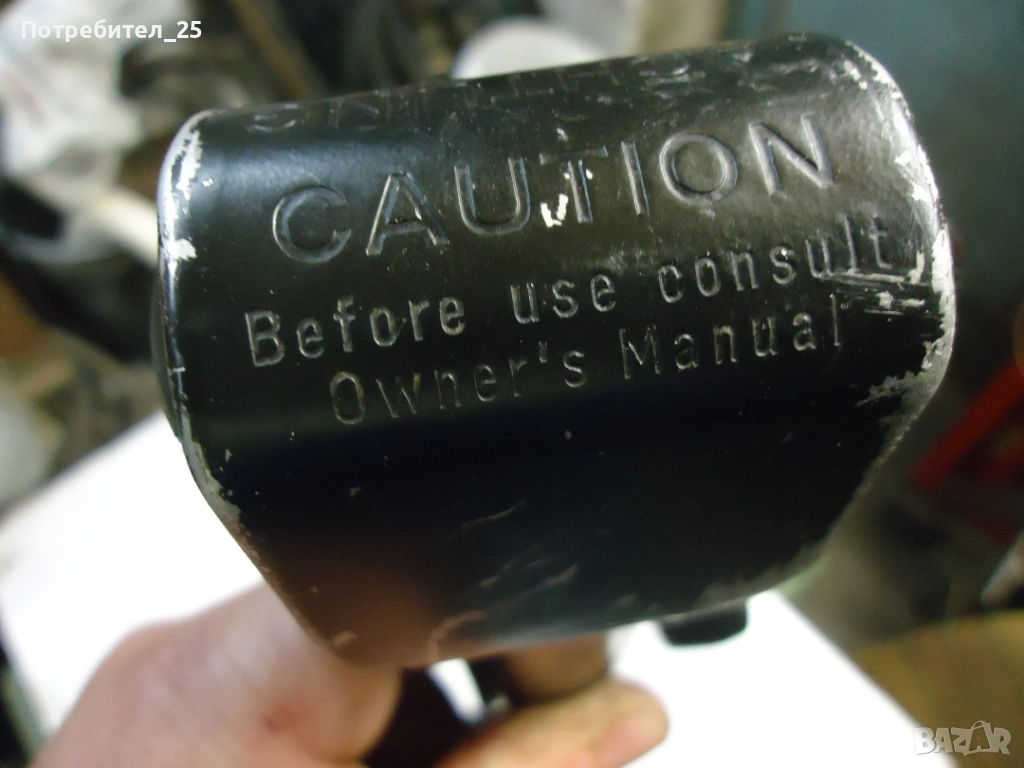 Потребител_25
CAUTION
Before use consult
Owner's Manual
BAZAR